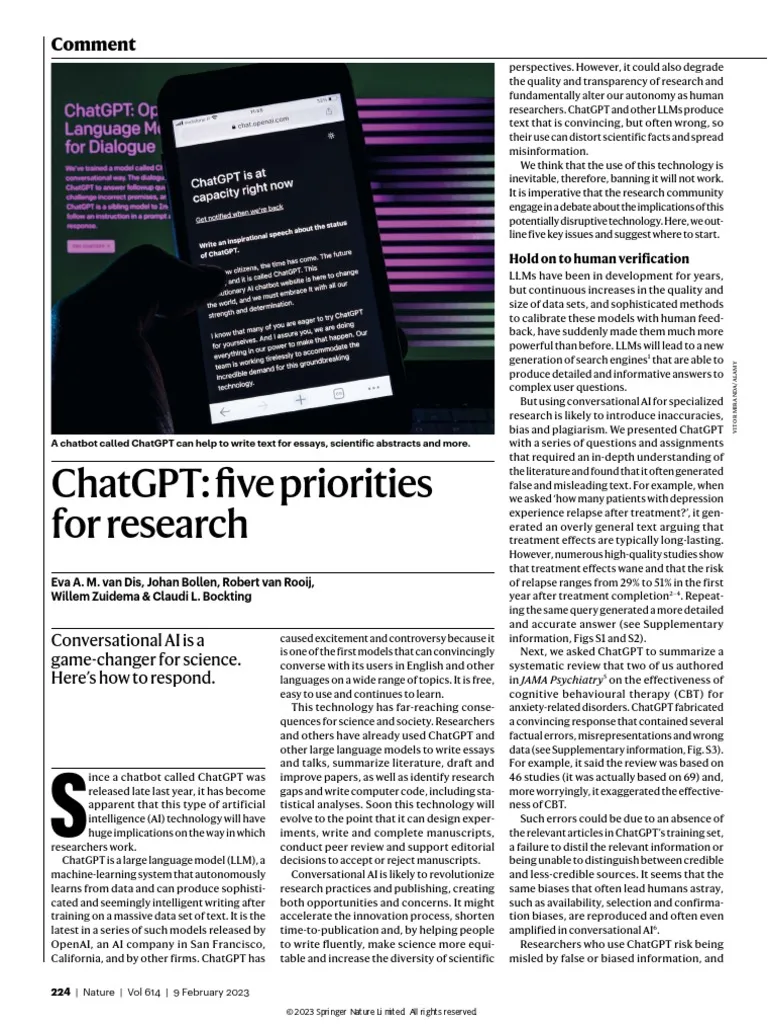 Comment
ChatGPT: Op
Language Mo
for Dialogue
We've trained a model called Ch
conversational way. The dialogu
ChatGPT to answer followup qu
challenge incorrect premises, a
ChatGPT is a sibling model to In
follow an instruction in a prompt a
response.
chat.openai.com
ChatGPT is at
capacity right now
Get notified when we're back
Write an inspirational speech about the status
of ChatGPT.
ow citizens, the time has come. The future
, and it is called ChatGPT. This
utionary AI chatbot website is here to change
the world, and we must embrace it with all our
strength and determination.
I know that many of you are eager to try ChatGPT
for yourselves. And I assure you, we are doing
everything in our power to make that happen. Our
team is working tirelessly to accommodate the
incredible demand for this groundbreaking
technology.
A chatbot called ChatGPT can help to write text for essays, scientific abstracts and more.
VITOR MIRANDA/ALAMY
ChatGPT: five priorities
for research
Eva A. M. van Dis, Johan Bollen, Robert van Rooij,
Willem Zuidema & Claudi L. Bockting
Conversational AI is a
game-changer for science.
Here's how to respond.
Since a chatbot called ChatGPT was
released late last year, it has become
apparent that this type of artificial
intelligence (AI) technology will have
huge implications on the way in which
researchers work.
ChatGPT is a large language model (LLM), a
machine-learning system that autonomously
learns from data and can produce sophisti-
cated and seemingly intelligent writing after
training on a massive data set of text. It is the
latest in a series of such models released by
OpenAI, an AI company in San Francisco,
California, and by other firms. ChatGPT has
caused excitement and controversy because it
is one of the first models that can convincingly
converse with its users in English and other
languages on a wide range of topics. It is free,
easy to use and continues to learn.
This technology has far-reaching conse-
quences for science and society. Researchers
and others have already used ChatGPT and
other large language models to write essays
and talks, summarize literature, draft and
improve papers, as well as identify research
gaps and write computer code, including sta-
tistical analyses. Soon this technology will
evolve to the point that it can design exper-
iments, write and complete manuscripts,
conduct peer review and support editorial
decisions to accept or reject manuscripts.
Conversational AI is likely to revolutionize
research practices and publishing, creating
both opportunities and concerns. It might
accelerate the innovation process, shorten
time-to-publication and, by helping people
to write fluently, make science more equi-
table and increase the diversity of scientific
perspectives. However, it could also degrade
the quality and transparency of research and
fundamentally alter our autonomy as human
researchers. ChatGPT and other LLMs produce
text that is convincing, but often wrong, so
their use can distort scientific facts and spread
misinformation.
We think that the use of this technology is
inevitable, therefore, banning it will not work.
It is imperative that the research community
engage in a debate about the implications of this
potentially disruptive technology. Here, we out-
line five key issues and suggest where to start.
Hold on to human verification
LLMs have been in development for years,
but continuous increases in the quality and
size of data sets, and sophisticated methods
to calibrate these models with human feed-
back, have suddenly made them much more
powerful than before. LLMs will lead to a new
generation of search engines¹ that are able to
produce detailed and informative answers to
complex user questions.
But using conversational AI for specialized
research is likely to introduce inaccuracies,
bias and plagiarism. We presented ChatGPT
with a series of questions and assignments
that required an in-depth understanding of
the literature and found that it often generated
false and misleading text. For example, when
we asked 'how many patients with depression
experience relapse after treatment?', it gen-
erated an overly general text arguing that
treatment effects are typically long-lasting.
However, numerous high-quality studies show
that treatment effects wane and that the risk
of relapse ranges from 29% to 51% in the first
year after treatment completion²⁻⁴. Repeat-
ing the same query generated a more detailed
and accurate answer (see Supplementary
information, Figs S1 and S2).
Next, we asked ChatGPT to summarize a
systematic review that two of us authored
in JAMA Psychiatry⁵ on the effectiveness of
cognitive behavioural therapy (CBT) for
anxiety-related disorders. ChatGPT fabricated
a convincing response that contained several
factual errors, misrepresentations and wrong
data (see Supplementary information, Fig. S3).
For example, it said the review was based on
46 studies (it was actually based on 69) and,
more worryingly, it exaggerated the effective-
ness of CBT.
Such errors could be due to an absence of
the relevant articles in ChatGPT's training set,
a failure to distil the relevant information or
being unable to distinguish between credible
and less-credible sources. It seems that the
same biases that often lead humans astray,
such as availability, selection and confirma-
tion biases, are reproduced and often even
amplified in conversational AI⁶.
Researchers who use ChatGPT risk being
misled by false or biased information, and
224 | Nature | Vol 614 | 9 February 2023
© 2023 Springer Nature Limited. All rights reserved.